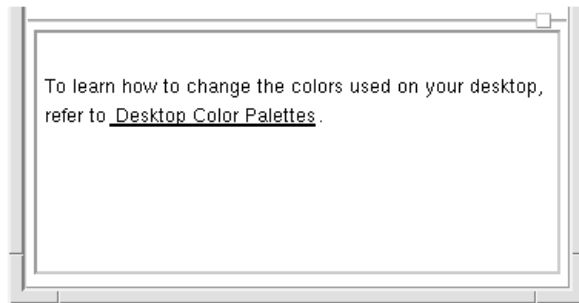 To learn how to change the colors used on your desktop,
refer to Desktop Color Palettes.